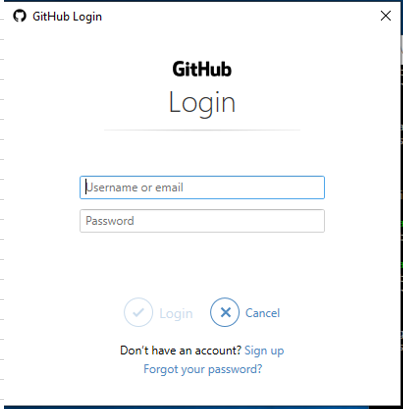 GitHub Login
GitHub
Login
Username or email
Password
Login
Cancel
Don't have an account? Sign up
Forgot your password?